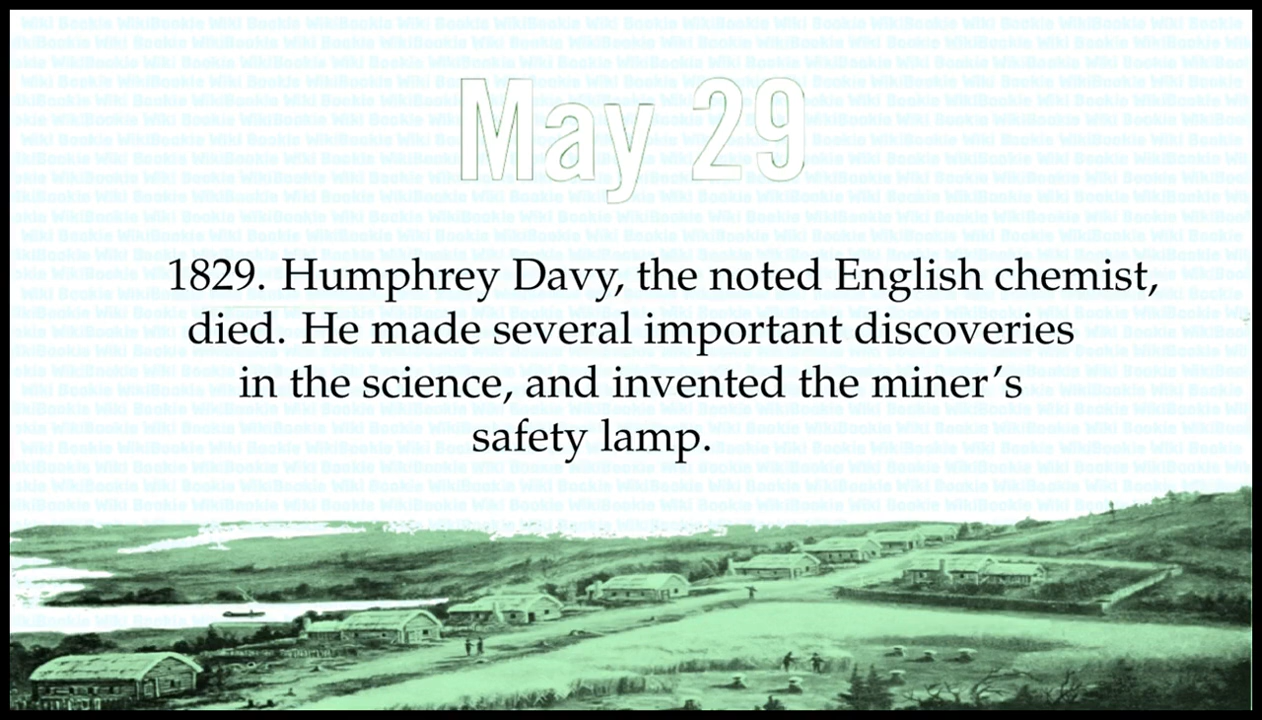 May 29
1829. Humphrey Davy, the noted English chemist,
died. He made several important discoveries
in the science, and invented the miner's
safety lamp.